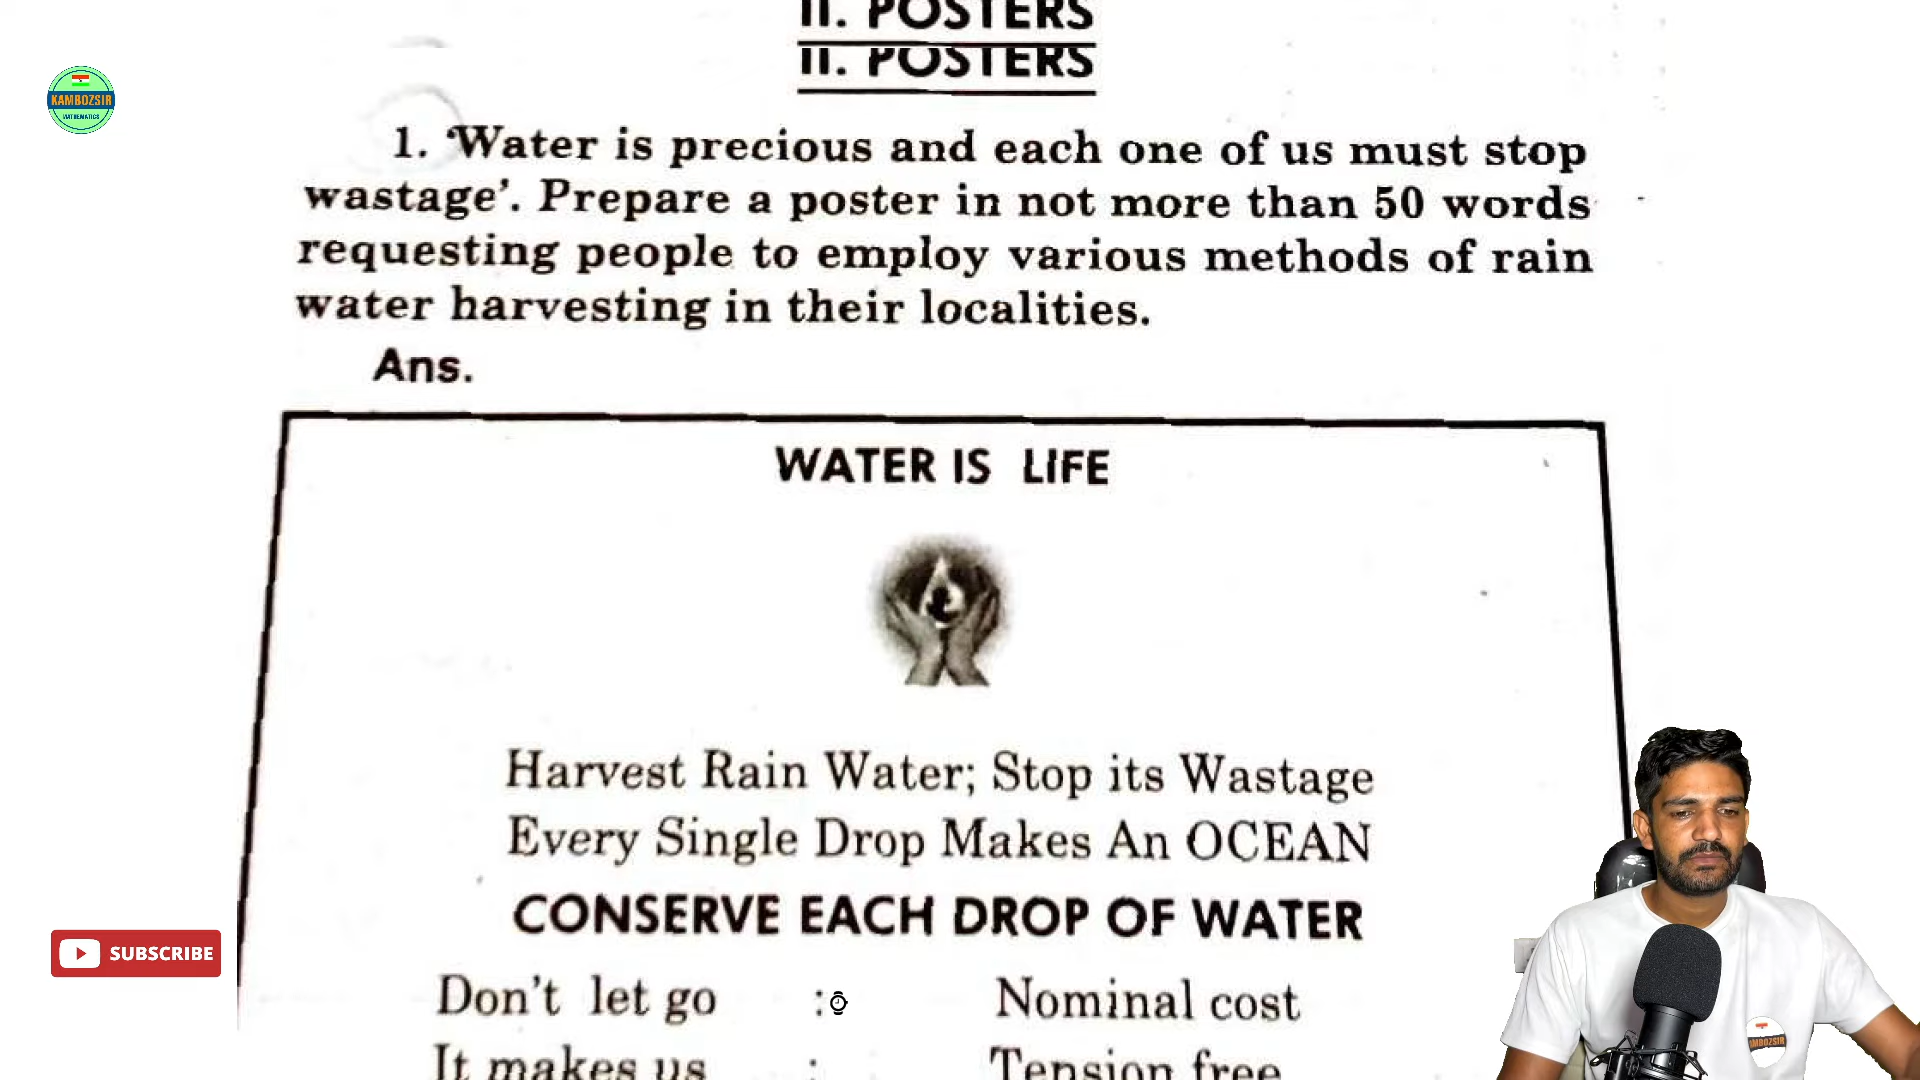 II. POSTERS
II. POSTERS
KAMBOZSIR
MATHEMATICS
1. ‘Water is precious and each one of us must stop
wastage’. Prepare a poster in not more than 50 words
requesting people to employ various methods of rain
water harvesting in their localities.
Ans.
WATER IS LIFE
Harvest Rain Water; Stop its Wastage
Every Single Drop Makes An OCEAN
CONSERVE EACH DROP OF WATER
Don't let go : Nominal cost
It makes us : Tension free
SUBSCRIBE